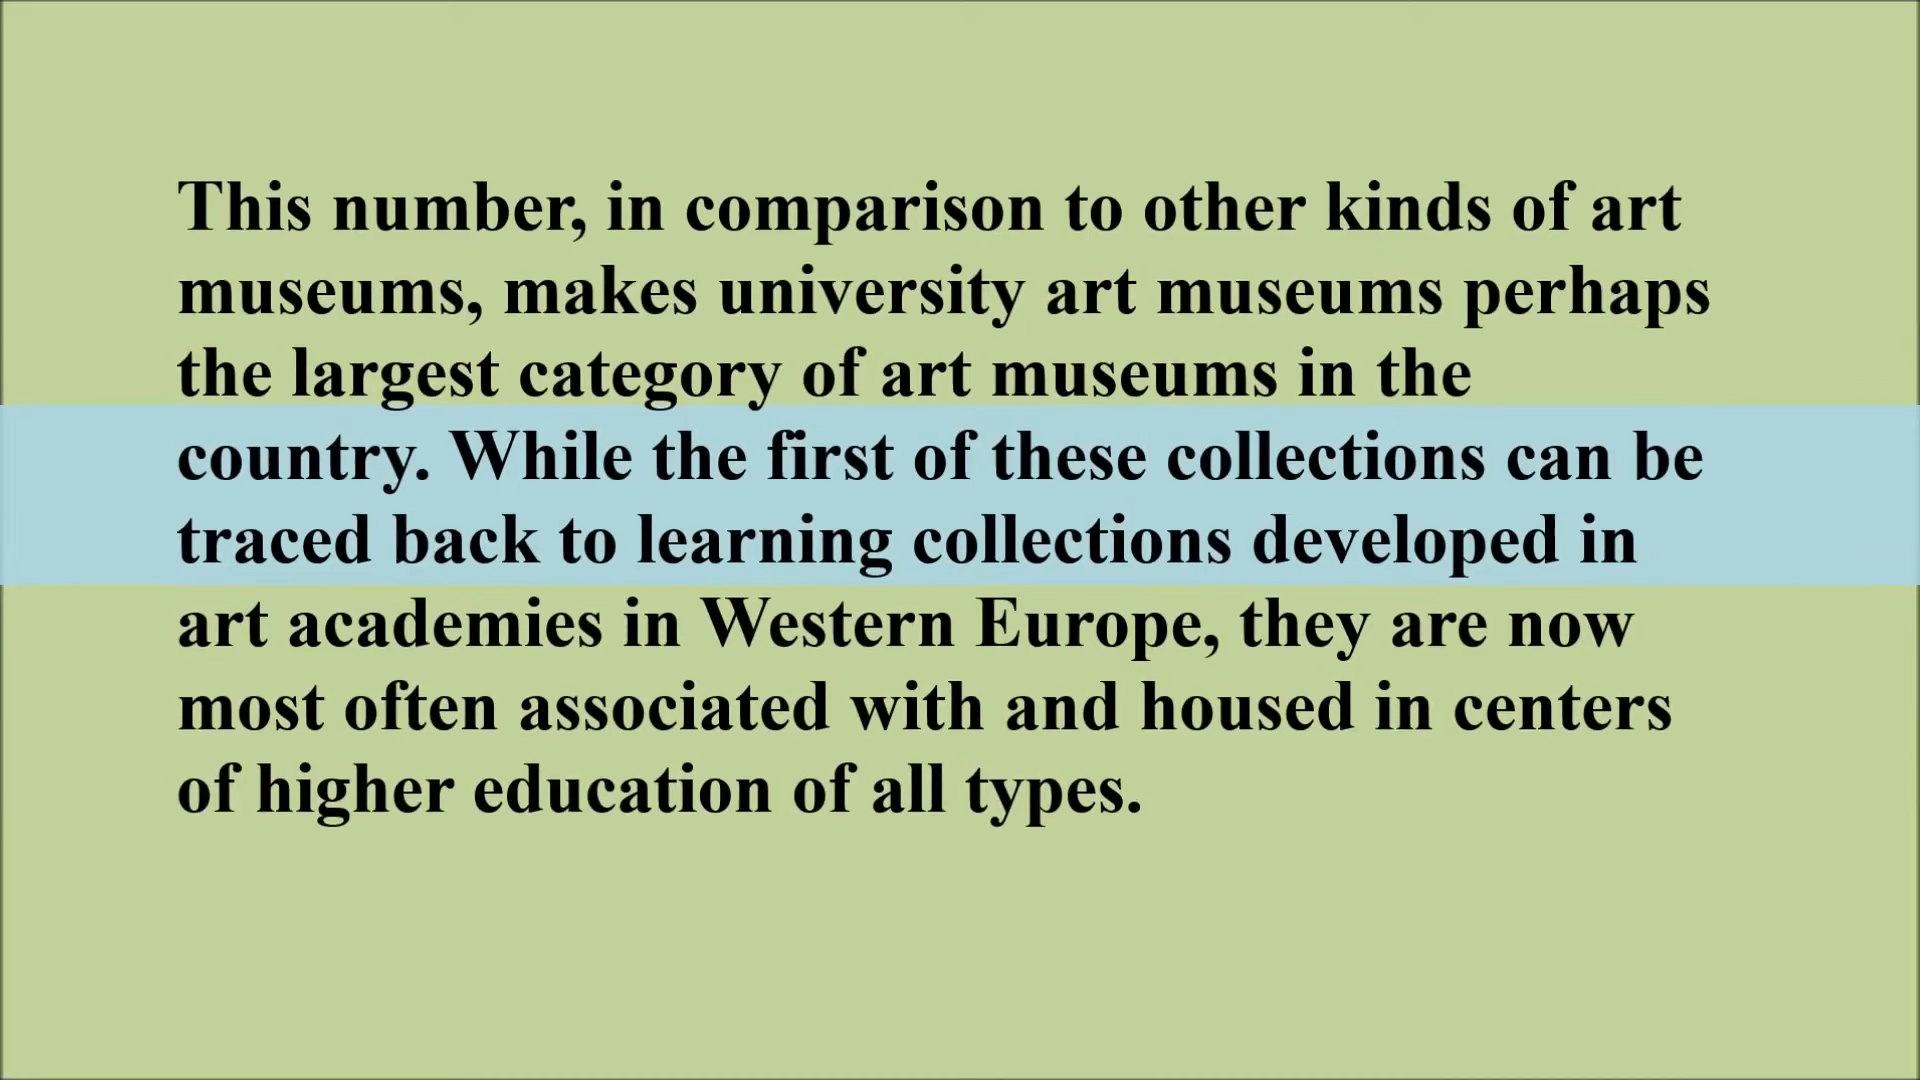 This number, in comparison to other kinds of art
museums, makes university art museums perhaps
the largest category of art museums in the
country. While the first of these collections can be
traced back to learning collections developed in
art academies in Western Europe, they are now
most often associated with and housed in centers
of higher education of all types.